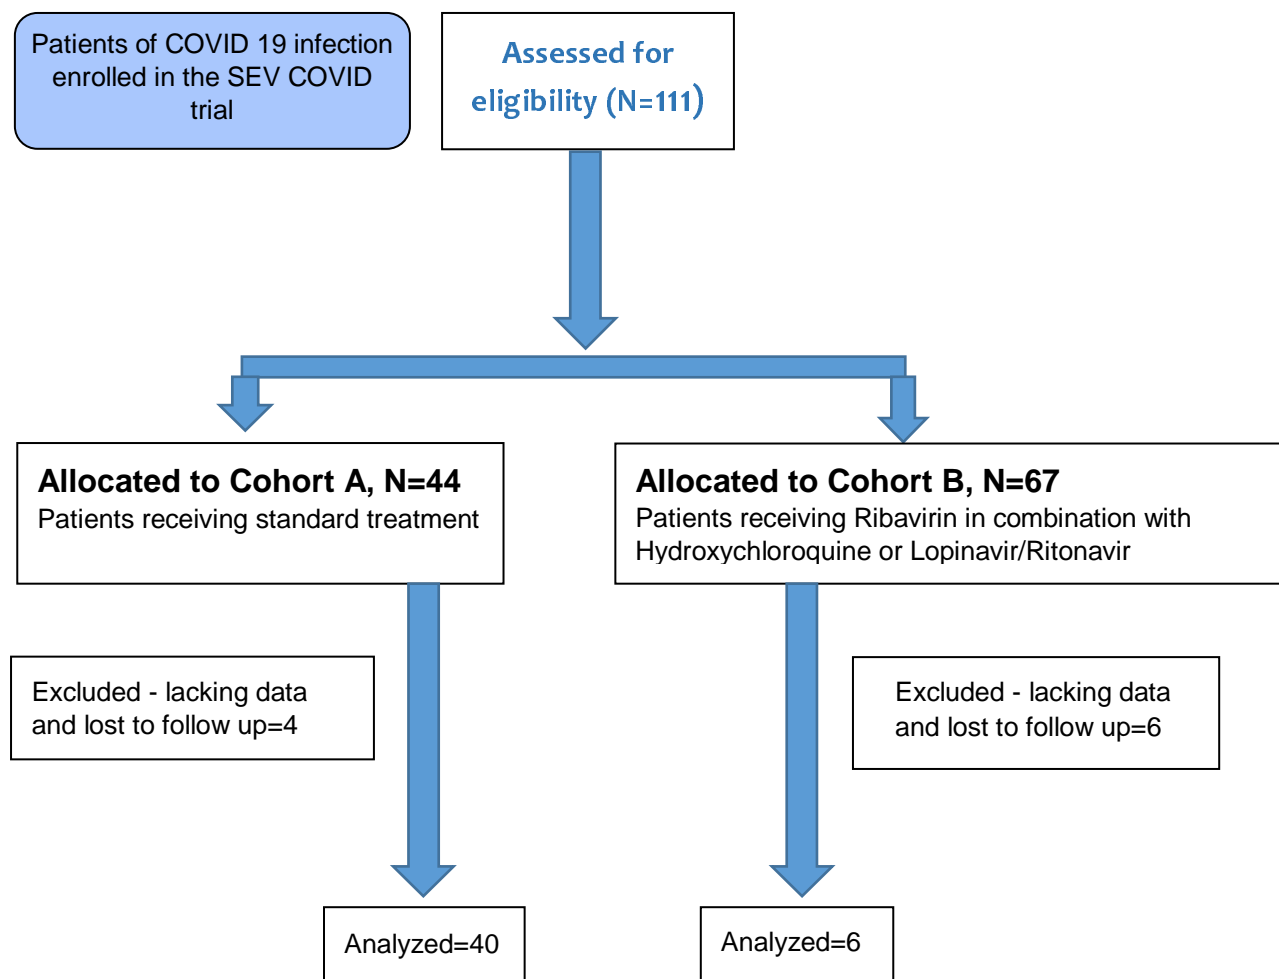 Patients of COVID 19 infection
enrolled in the SEV COVID
trial
Assessed for
eligibility (N=111)
Allocated to Cohort A, N=44
Patients receiving standard treatment
Allocated to Cohort B, N=67
Patients receiving Ribavirin in combination with
Hydroxychloroquine or Lopinavir/Ritonavir
Excluded - lacking data
and lost to follow up=4
Excluded - lacking data
and lost to follow up=6
Analyzed=40
Analyzed=6